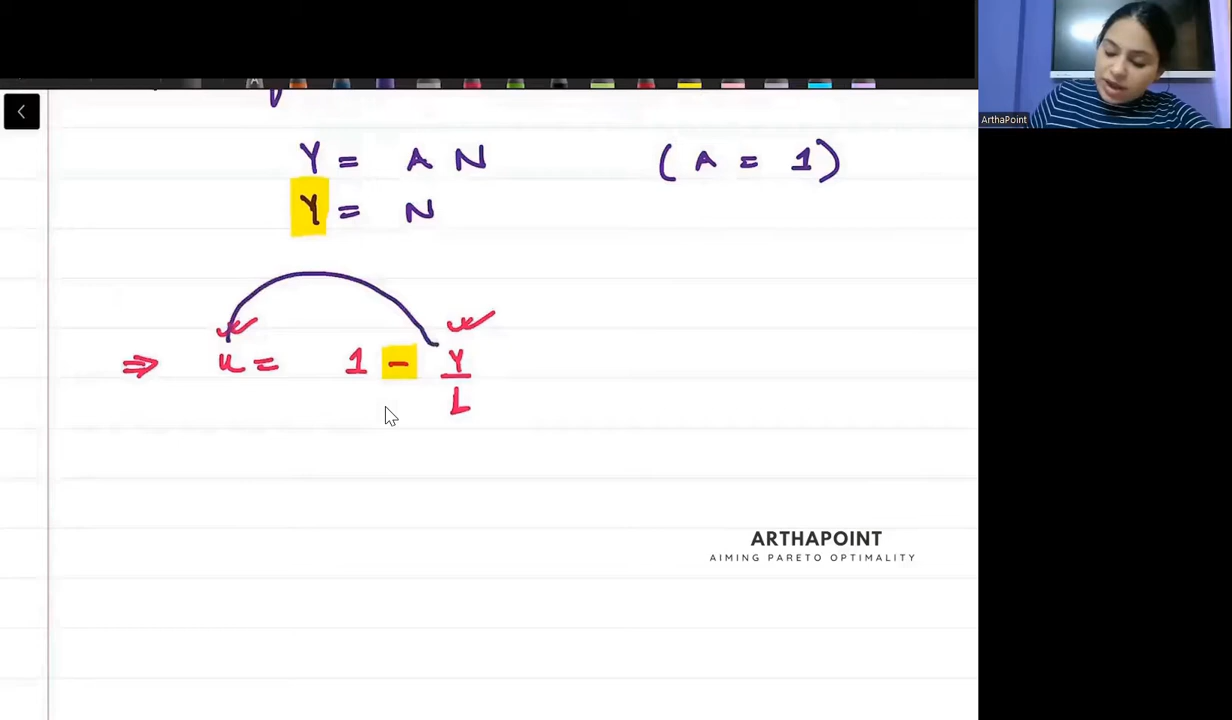 Y = A N (A = 1)
Y = N
⇒ u = 1 - Y/L
ARTHAPOINT
AIMING PARETO OPTIMALITY
ArthaPoint